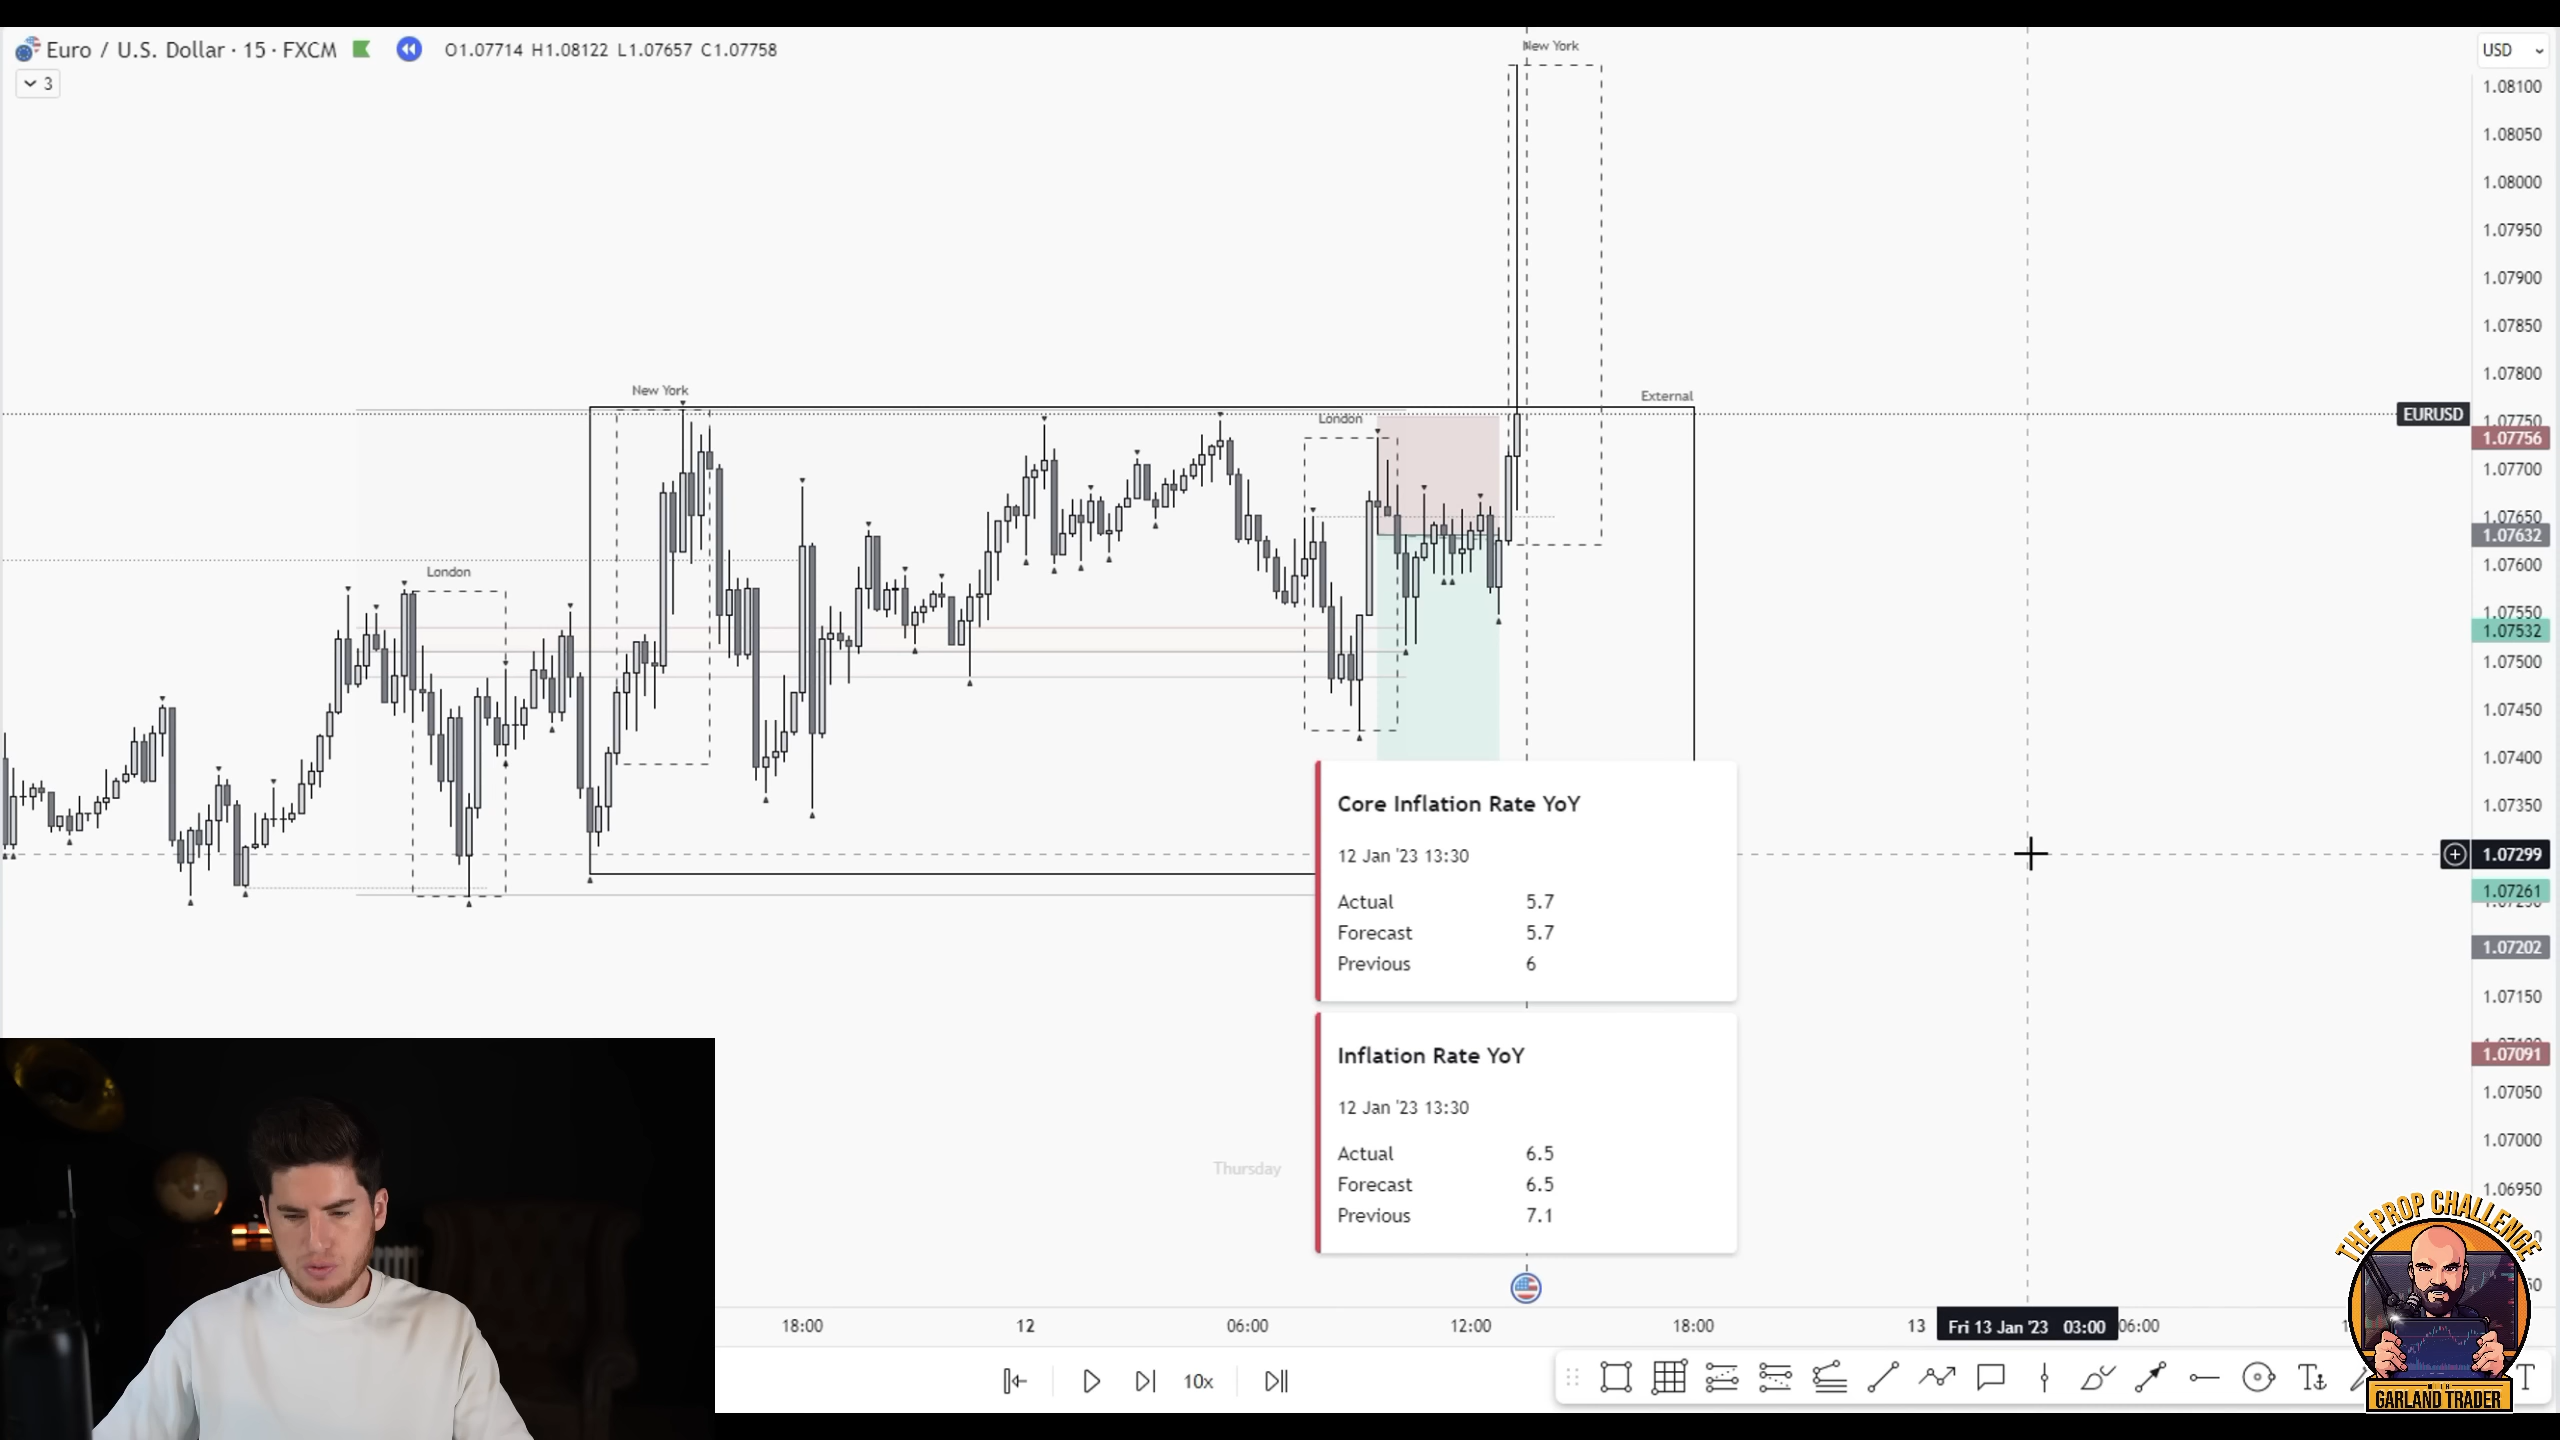 Euro / U.S. Dollar · 15 · FXCM O1.07714 H1.08122 L1.07657 C1.07758
3
USD
New York
1.08100
1.08050
1.08000
1.07950
1.07900
1.07850
1.07800
New York
External
London
EURUSD
1.07750
1.07756
1.07700
1.07650
1.07632
1.07600
London
1.07550
1.07532
1.07500
1.07450
1.07400
1.07350
1.07299
1.07261
1.07202
1.07150
1.07091
1.07050
1.07000
1.06950
Core Inflation Rate YoY
12 Jan '23 13:30
Actual 5.7
Forecast 5.7
Previous 6
Inflation Rate YoY
12 Jan '23 13:30
Actual 6.5
Forecast 6.5
Previous 7.1
Thursday
18:00 12 06:00 12:00 18:00 13 Fri 13 Jan '23 03:00 06:00
10x
THE PROP CHALLENGE
WITH
GARLAND TRADER